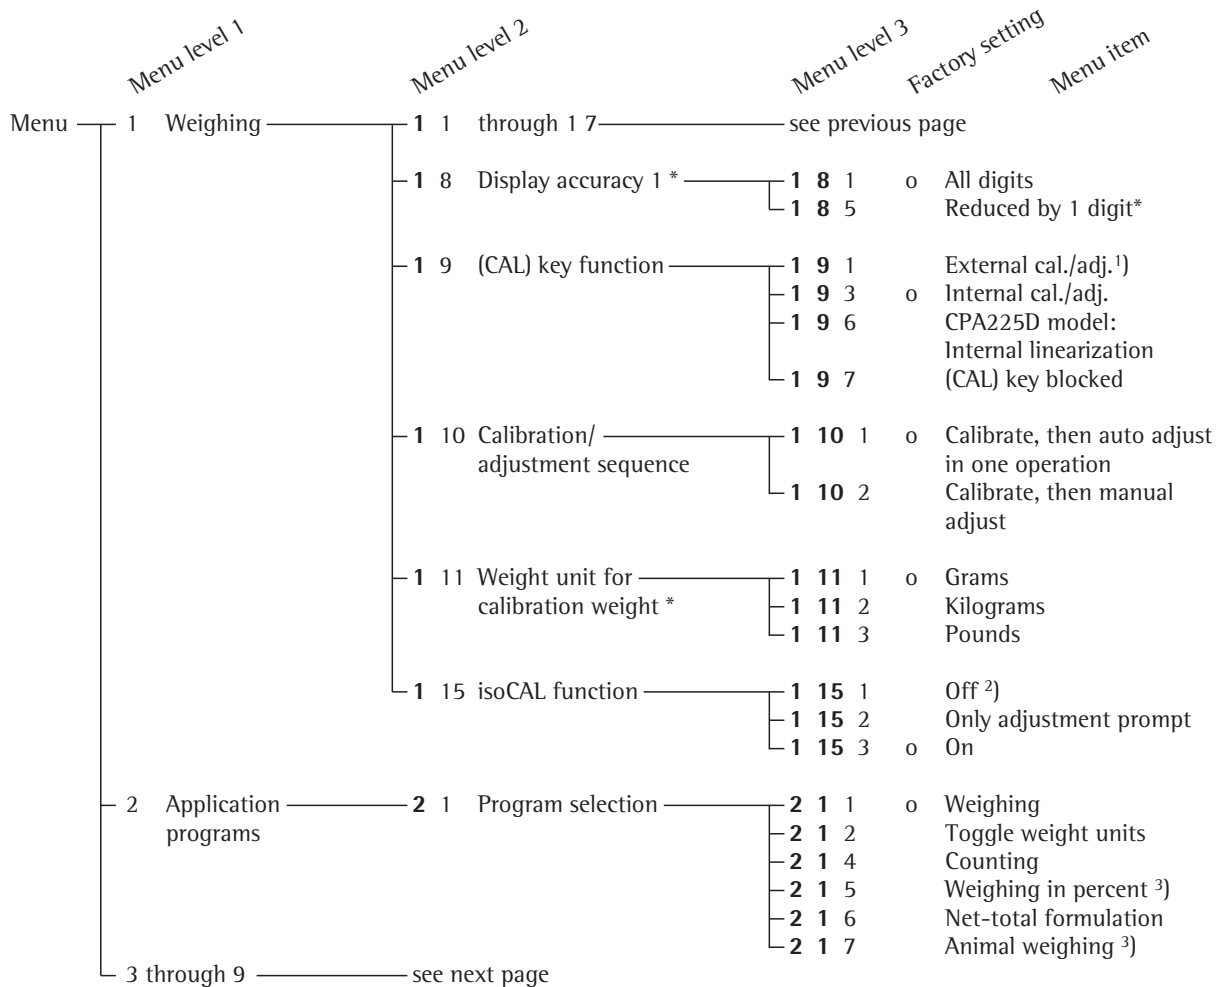 Menu level 1 Menu level 2 Menu level 3 Factory setting Menu item
Menu 1 Weighing 1 1 through 1 7 see previous page
1 8 Display accuracy 1 * 1 8 1 o All digits
1 8 5 Reduced by 1 digit*
1 9 (CAL) key function 1 9 1 External cal./adj.1)
1 9 3 o Internal cal./adj.
1 9 6 CPA225D model:
Internal linearization
1 9 7 (CAL) key blocked
1 10 Calibration/ 1 10 1 o Calibrate, then auto adjust
adjustment sequence in one operation
1 10 2 Calibrate, then manual
adjust
1 11 Weight unit for 1 11 1 o Grams
calibration weight * 1 11 2 Kilograms
1 11 3 Pounds
1 15 isoCAL function 1 15 1 Off 2)
1 15 2 Only adjustment prompt
1 15 3 o On
2 Application 2 1 Program selection 2 1 1 o Weighing
programs 2 1 2 Toggle weight units
2 1 4 Counting
2 1 5 Weighing in percent 3)
2 1 6 Net-total formulation
2 1 7 Animal weighing 3)
3 through 9 see next page